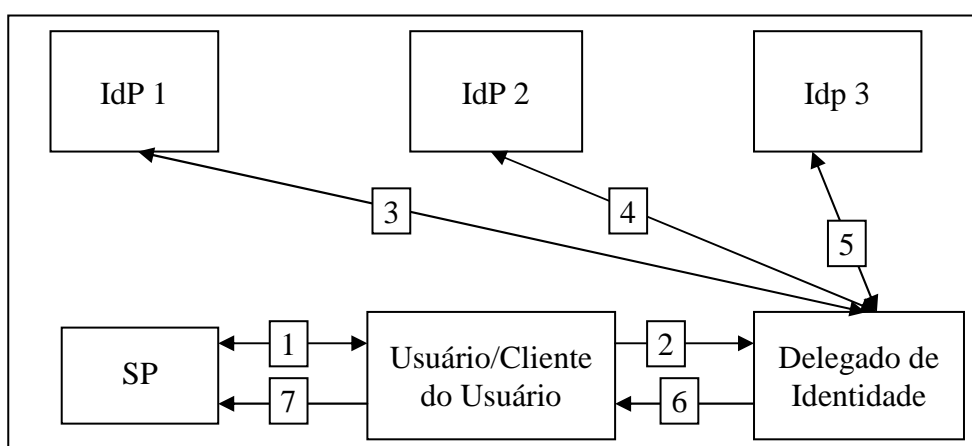 IdP 1
IdP 2
Idp 3
3
4
5
SP
1
7
Usuário/Cliente
do Usuário
2
6
Delegado de
Identidade